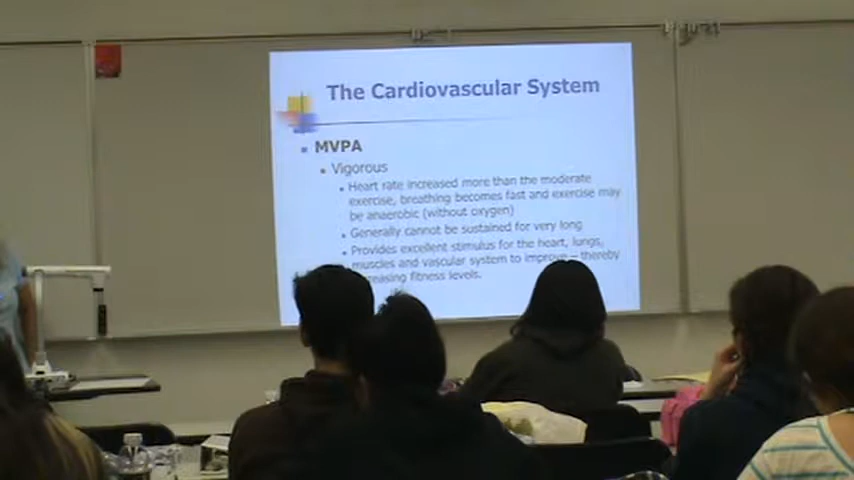 The Cardiovascular System
MVPA
Vigorous
Heart rate increased more than the moderate
exercise, breathing becomes fast and exercise may
be anaerobic (without oxygen)
Generally cannot be sustained for very long
Provides excellent stimulus for the heart, lungs,
muscles and vascular system to improve – thereby
reasing fitness levels.